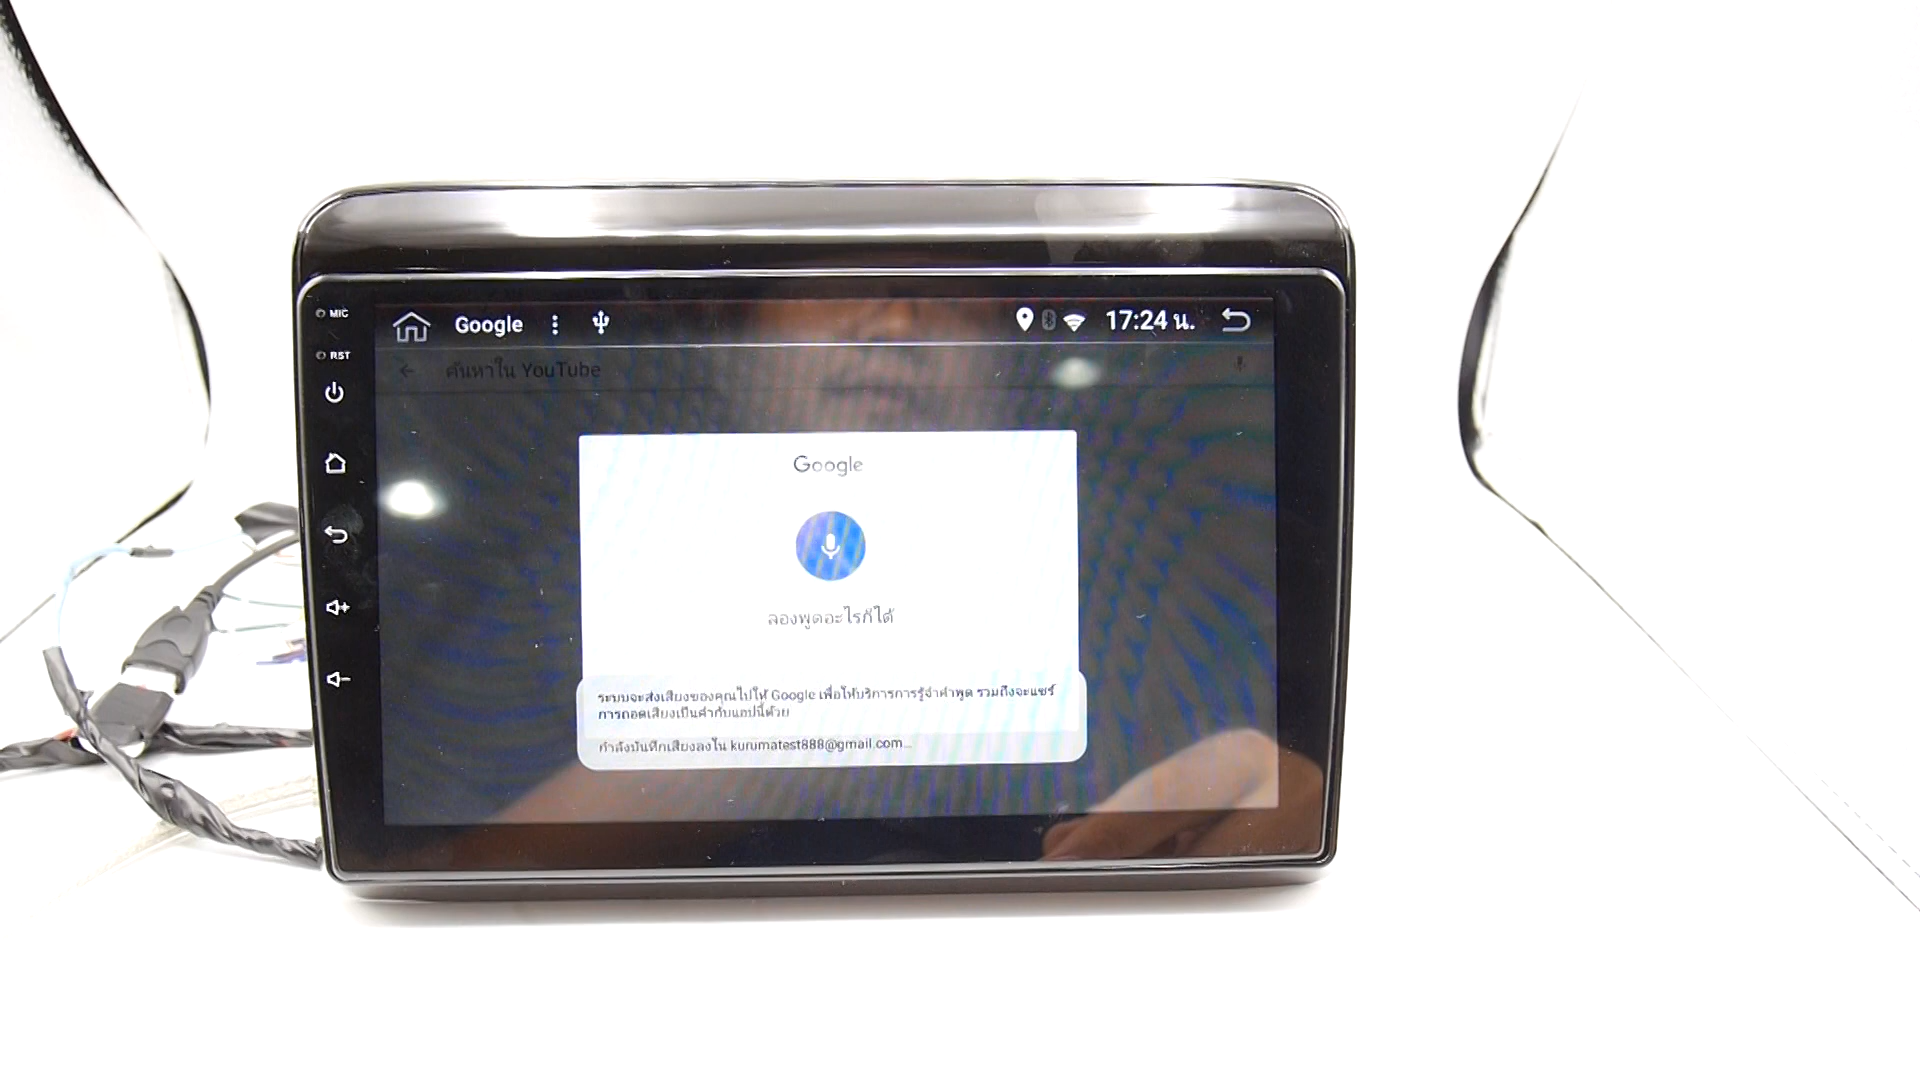 MIC
Google
17:24 น.
RST
ค้นหาใน YouTube
Google
ลองพูดอะไรก็ได้
ระบบจะส่งเสียงของคุณไปให้ Google เพื่อให้บริการการรู้จำคำพูด รวมถึงจะแชร์
การถอดเสียงเป็นคำกับแอปนี้ด้วย
กำลังบันทึกเสียงลงใน kurumatest888@gmail.com...